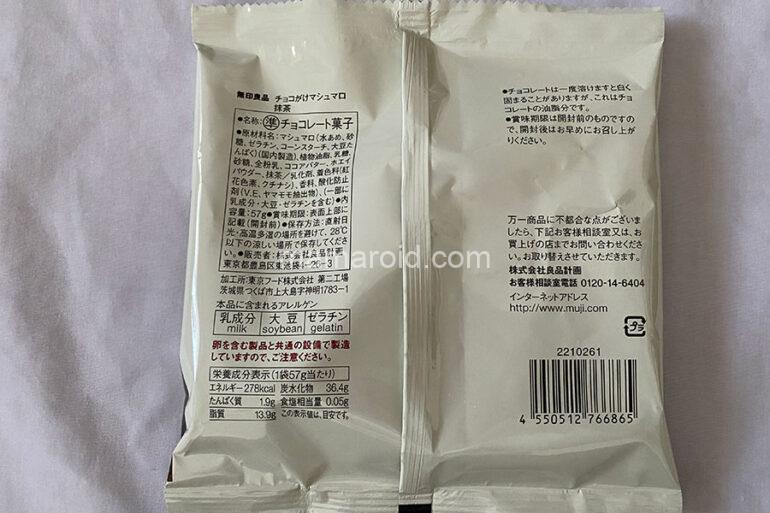 無印良品 チョコがけマシュマロ
抹茶
●名称:準チョコレート菓子
●原材料名:マシュマロ(水あめ、砂
糖、ゼラチン、コーンスターチ、大豆た
んぱく)(国内製造)、植物油脂、乳糖、
砂糖、全粉乳、ココアバター、ホエイ
パウダー、抹茶/乳化剤、着色料(紅
花色素、クチナシ)、香料、酸化防止
剤(V.E、ヤマモモ抽出物)、(一部に
乳成分・大豆・ゼラチンを含む)●内
容量:57g●賞味期限:表面上部に
記載(開封前)●保存方法:直射日
光・高温多湿の場所を避けて、28℃
以下の涼しい場所で保存してくださ
い。●販売者:株式会社良品計画
東京都豊島区東池袋4-26-3
加工所:東京フード株式会社 第二工場
茨城県つくば市上大島字神明1783-1
本品に含まれるアレルゲン
乳成分 大豆 ゼラチン
milk soybean gelatin
卵を含む製品と共通の設備で製造
していますので、ご注意ください。
栄養成分表示(1袋57g当たり)
エネルギー 278kcal 炭水化物 36.4g
たんぱく質 1.9g 食塩相当量 0.05g
脂質 13.9g この表示値は、目安です。
●チョコレートは一度溶けますと白く
固まることがありますが、これはチョ
コレートの油脂分です。
●賞味期限は開封前のものですの
で、開封後はお早めにお召し上が
りください。
万一商品に不都合な点がございま
したら、下記お客様相談室又は、お
買上げの店までお問い合わせくださ
い。お取り替えさせていただきます。
株式会社良品計画
お客様相談室電話 0120-14-6404
インターネットアドレス
http://www.muji.com
プラ
2210261
4 550512 766865